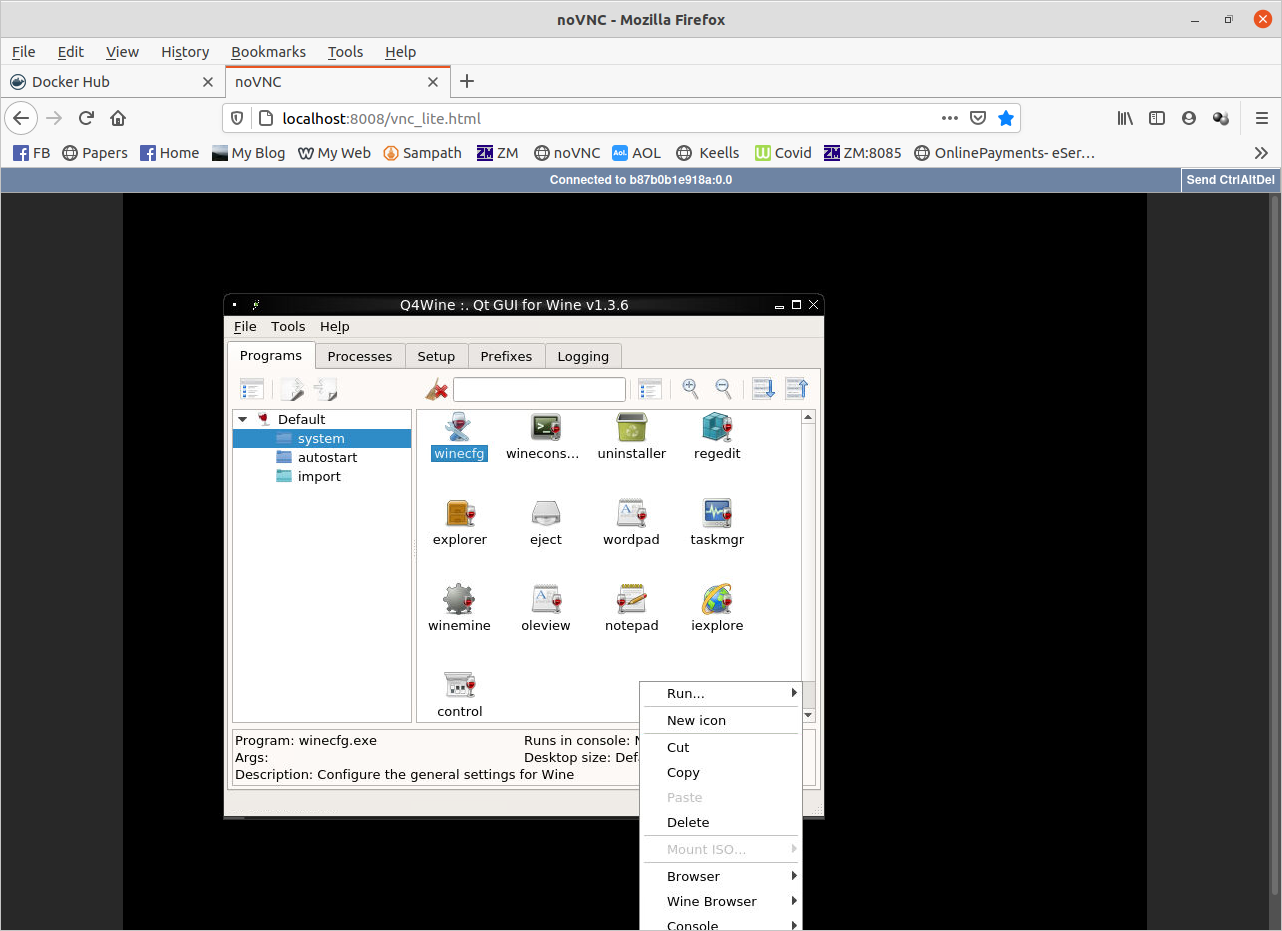 noVNC - Mozilla Firefox
File Edit View History Bookmarks Tools Help
Docker Hub noVNC
localhost:8008/vnc_lite.html
FB Papers Home My Blog My Web Sampath ZM ZM noVNC Aol. AOL Keells Covid ZM ZM:8085 OnlinePayments- eSer…
Connected to b87b0b1e918a:0.0 Send CtrlAltDel
Q4Wine :. Qt GUI for Wine v1.3.6
File Tools Help
Programs Processes Setup Prefixes Logging
Default
system
autostart
import
winecfg winecons... uninstaller regedit
explorer eject wordpad taskmgr
winemine oleview notepad iexplore
control
Program: winecfg.exe Runs in console:
Args: Desktop size: Def
Description: Configure the general settings for Wine
Run...
New icon
Cut
Copy
Paste
Delete
Mount ISO...
Browser
Wine Browser
Console